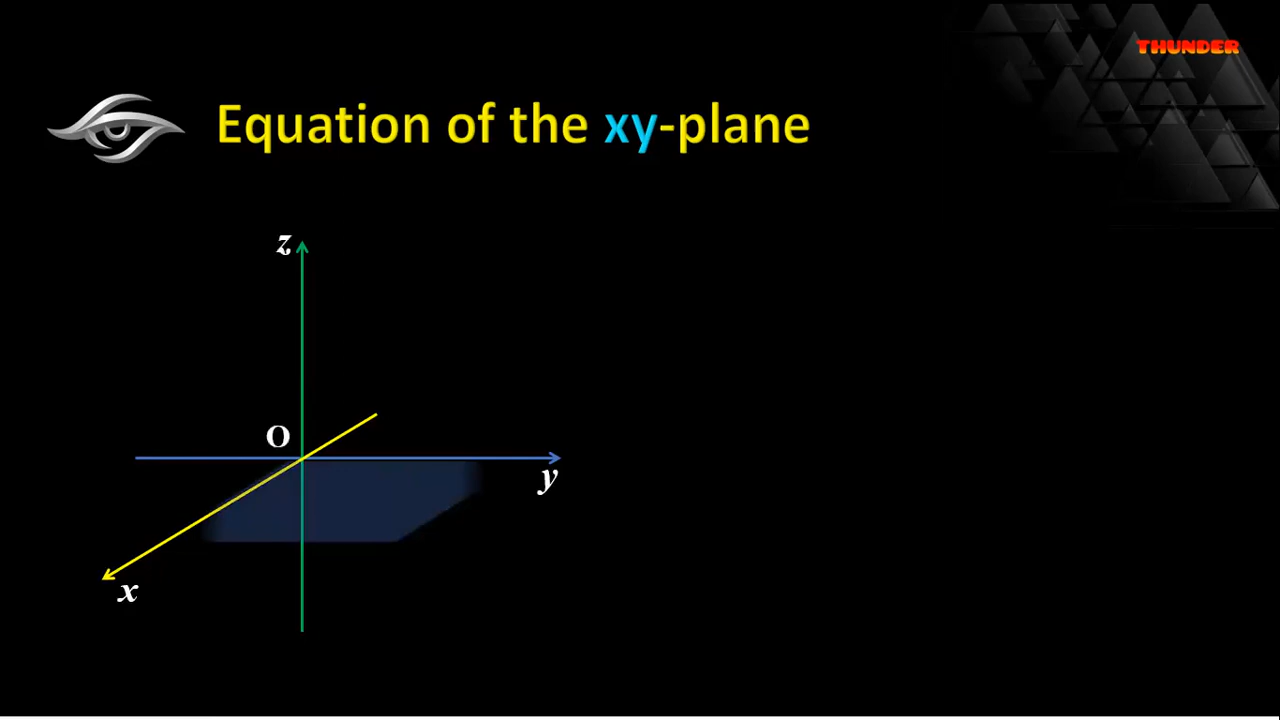 THUNDER
Equation of the xy-plane
z
O
y
x